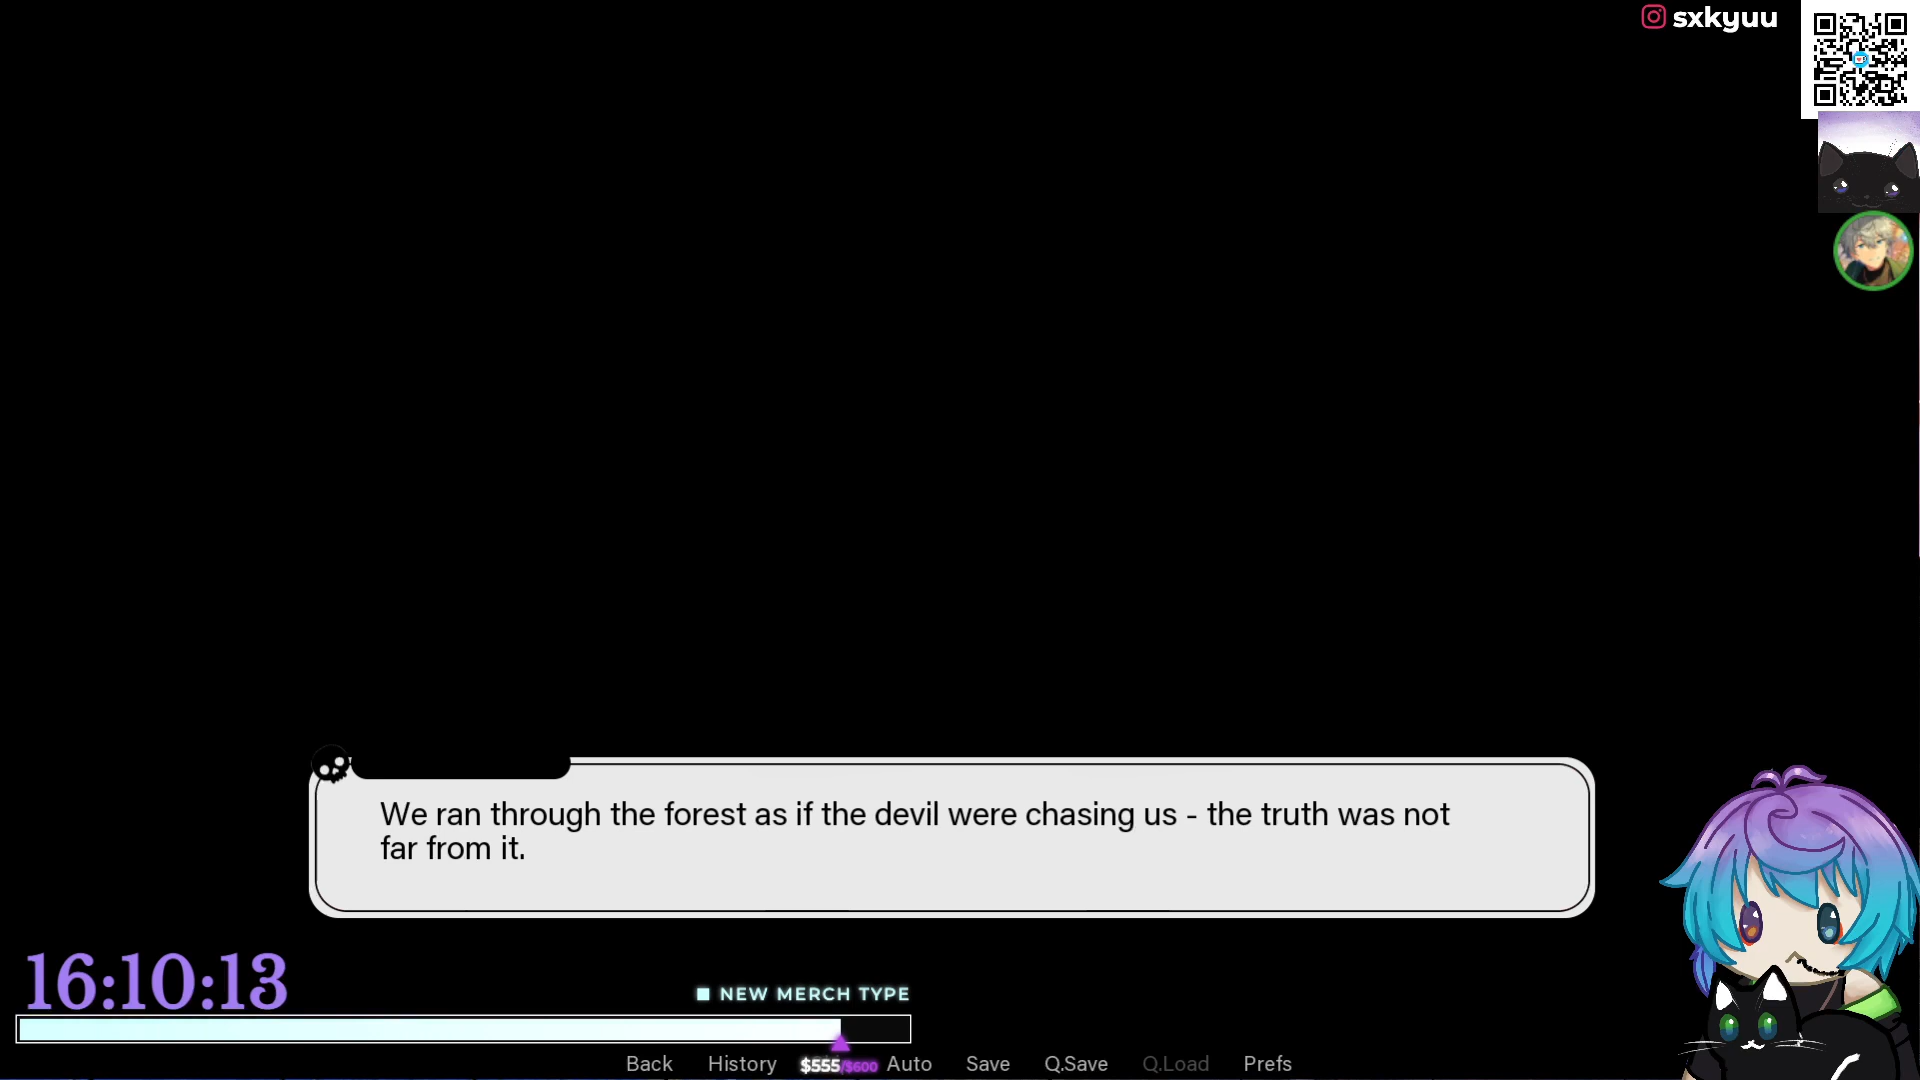 sxkyuu
We ran through the forest as if the devil were chasing us - the truth was not
far from it.
16:10:13
NEW MERCH TYPE
$555/$600
Back History Auto Save Q.Save Q.Load Prefs